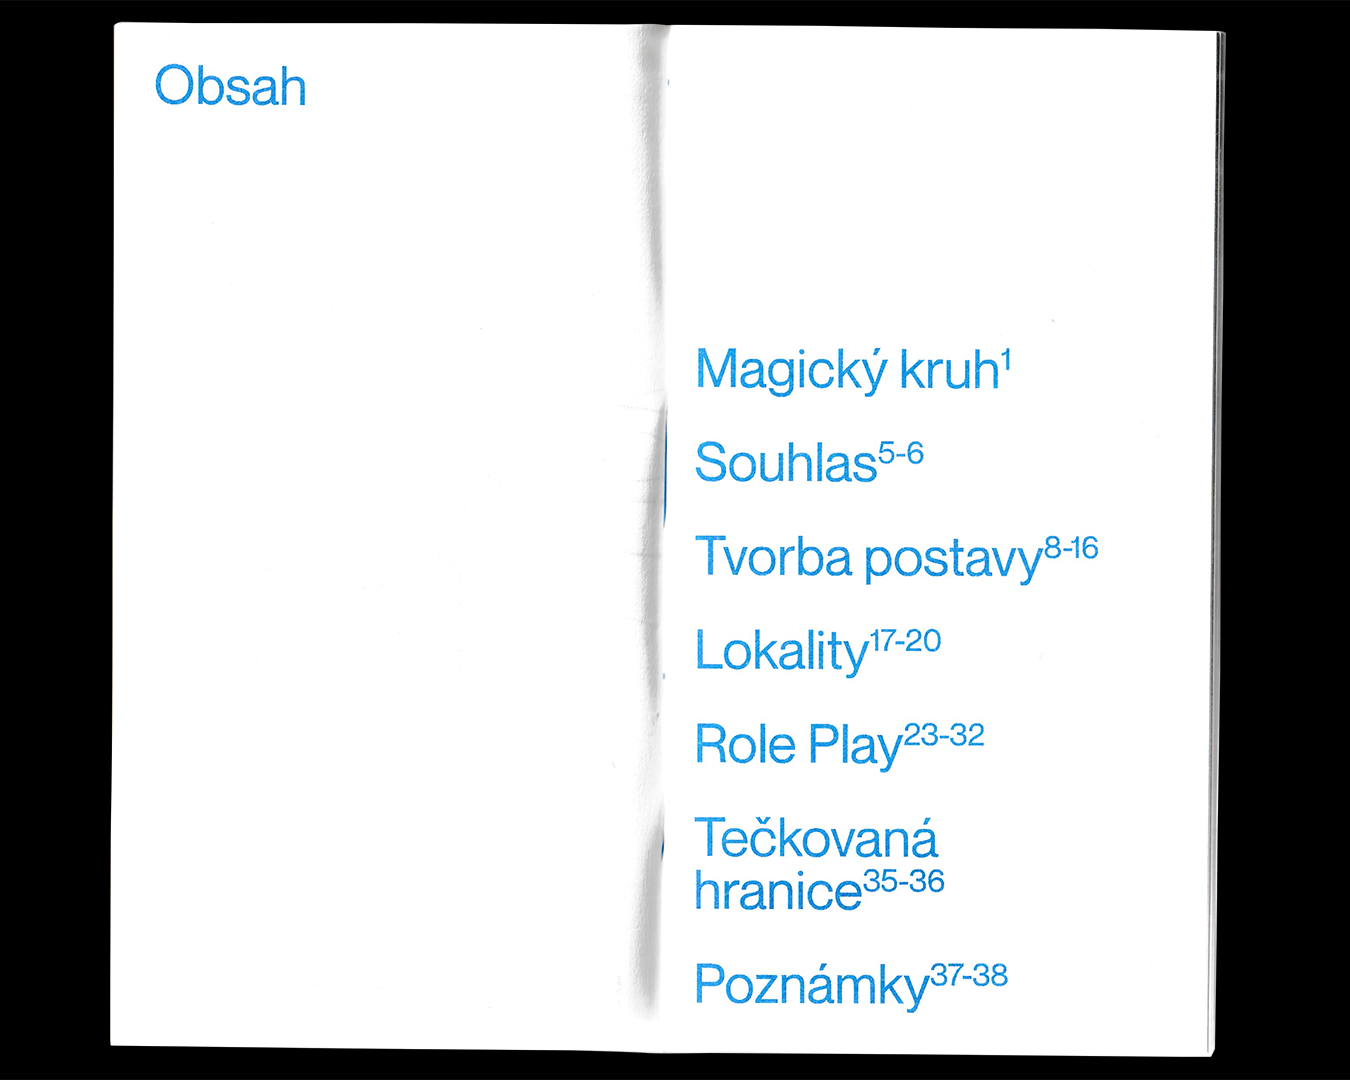 Obsah
Magický kruh¹
Souhlas⁵⁻⁶
Tvorba postavy⁸⁻¹⁶
Lokality¹⁷⁻²⁰
Role Play²³⁻³²
Tečkovaná
hranice³⁵⁻³⁶
Poznámky³⁷⁻³⁸